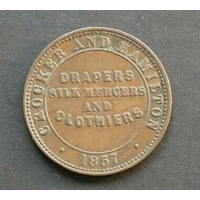 CROCKER AND HAMILTON
DRAPERS
SILK MERCERS
AND
CLOTHIERS
· 1857 ·